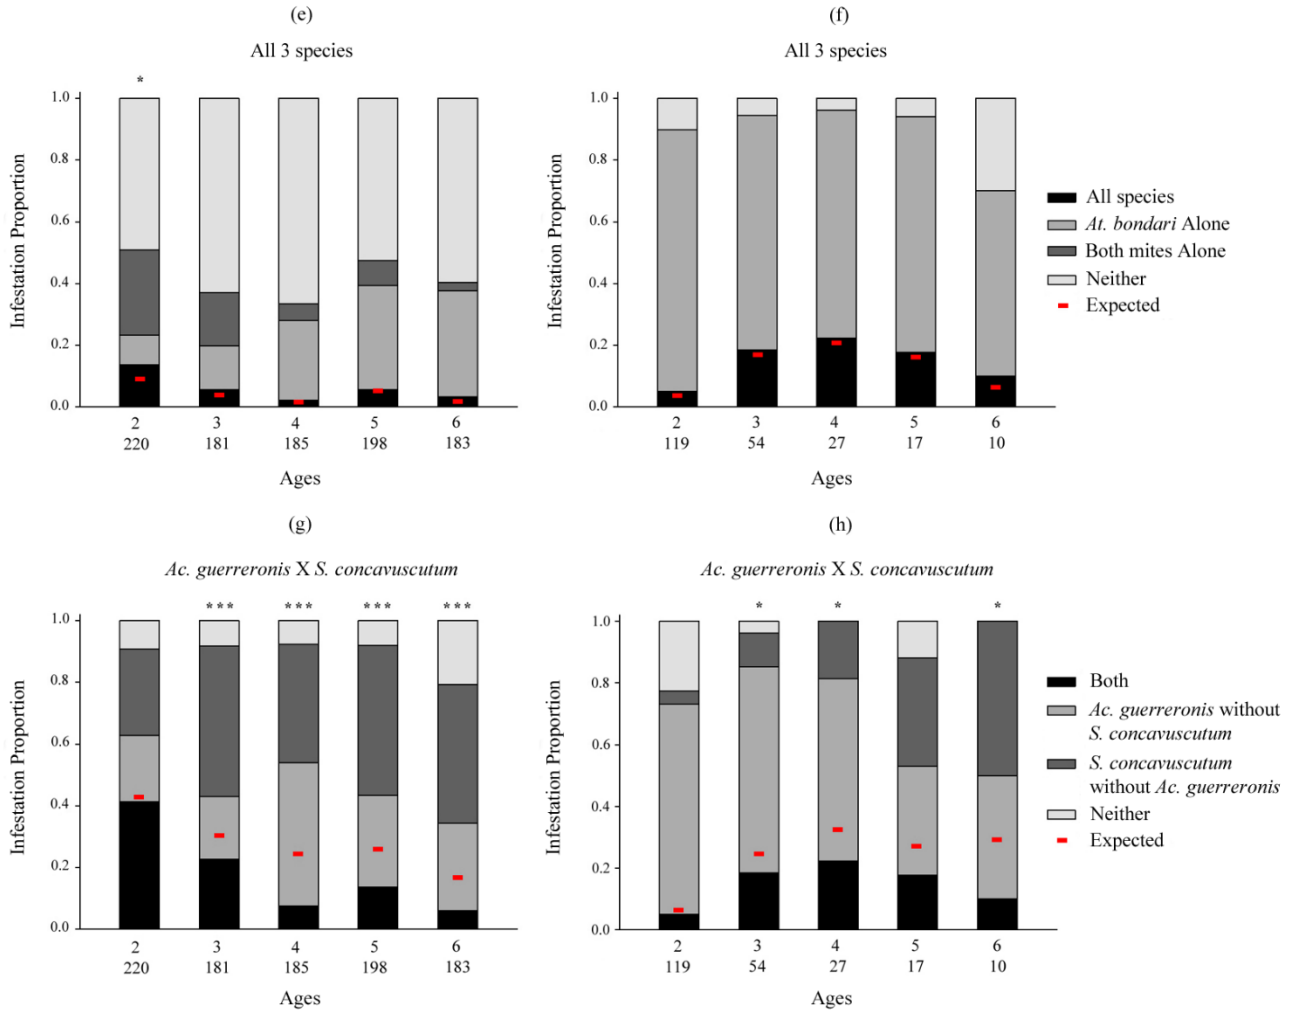 (e)
All 3 species
*
1.0
0.8
0.6
0.4
0.2
0.0
Infestation Proportion
2 3 4 5 6
220 181 185 198 183
Ages
(f)
All 3 species
1.0
0.8
0.6
0.4
0.2
0.0
Infestation Proportion
2 3 4 5 6
119 54 27 17 10
Ages
All species
At. bondari Alone
Both mites Alone
Neither
Expected
(g)
Ac. guerreronis X S. concavuscutum
*** *** *** ***
1.0
0.8
0.6
0.4
0.2
0.0
Infestation Proportion
2 3 4 5 6
220 181 185 198 183
Ages
(h)
Ac. guerreronis X S. concavuscutum
* * *
1.0
0.8
0.6
0.4
0.2
0.0
Infestation Proportion
2 3 4 5 6
119 54 27 17 10
Ages
Both
Ac. guerreronis without
S. concavuscutum
S. concavuscutum
without Ac. guerreronis
Neither
Expected